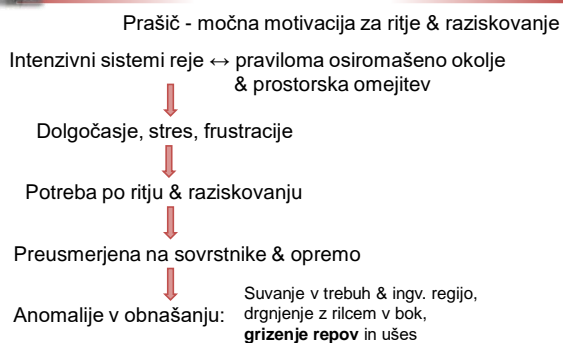 Prašič - močna motivacija za ritje & raziskovanje
Intenzivni sistemi reje ↔ praviloma osiromašeno okolje
& prostorska omejitev
Dolgočasje, stres, frustracije
Potreba po ritju & raziskovanju
Preusmerjena na sovrstnike & opremo
Anomalije v obnašanju:
Suvanje v trebuh & ingv. regijo,
drgnjenje z rilcem v bok,
grizenje repov in ušes